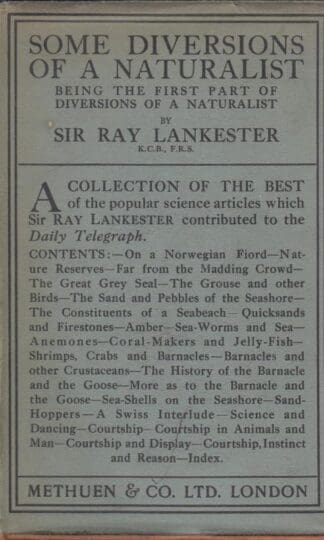 SOME DIVERSIONS
OF A NATURALIST
BEING THE FIRST PART OF
DIVERSIONS OF A NATURALIST
BY
SIR RAY LANKESTER
K.C.B., F.R.S.
A COLLECTION OF THE BEST
of the popular science articles which
Sir RAY LANKESTER contributed to the
Daily Telegraph.
CONTENTS:—On a Norwegian Fiord—Nat-
ure Reserves—Far from the Madding Crowd—
The Great Grey Seal—The Grouse and other
Birds—The Sand and Pebbles of the Seashore—
The Constituents of a Seabeach—Quicksands
and Firestones—Amber—Sea-Worms and Sea—
Anemones—Coral-Makers and Jelly-Fish—
Shrimps, Crabs and Barnacles—Barnacles and
other Crustaceans—The History of the Barnacle
and the Goose—More as to the Barnacle and
the Goose—Sea-Shells on the Seashore—Sand-
Hoppers—A Swiss Interlude—Science and
Dancing—Courtship—Courtship in Animals and
Man—Courtship and Display—Courtship, Instinct
and Reason—Index.
METHUEN & CO. LTD. LONDON